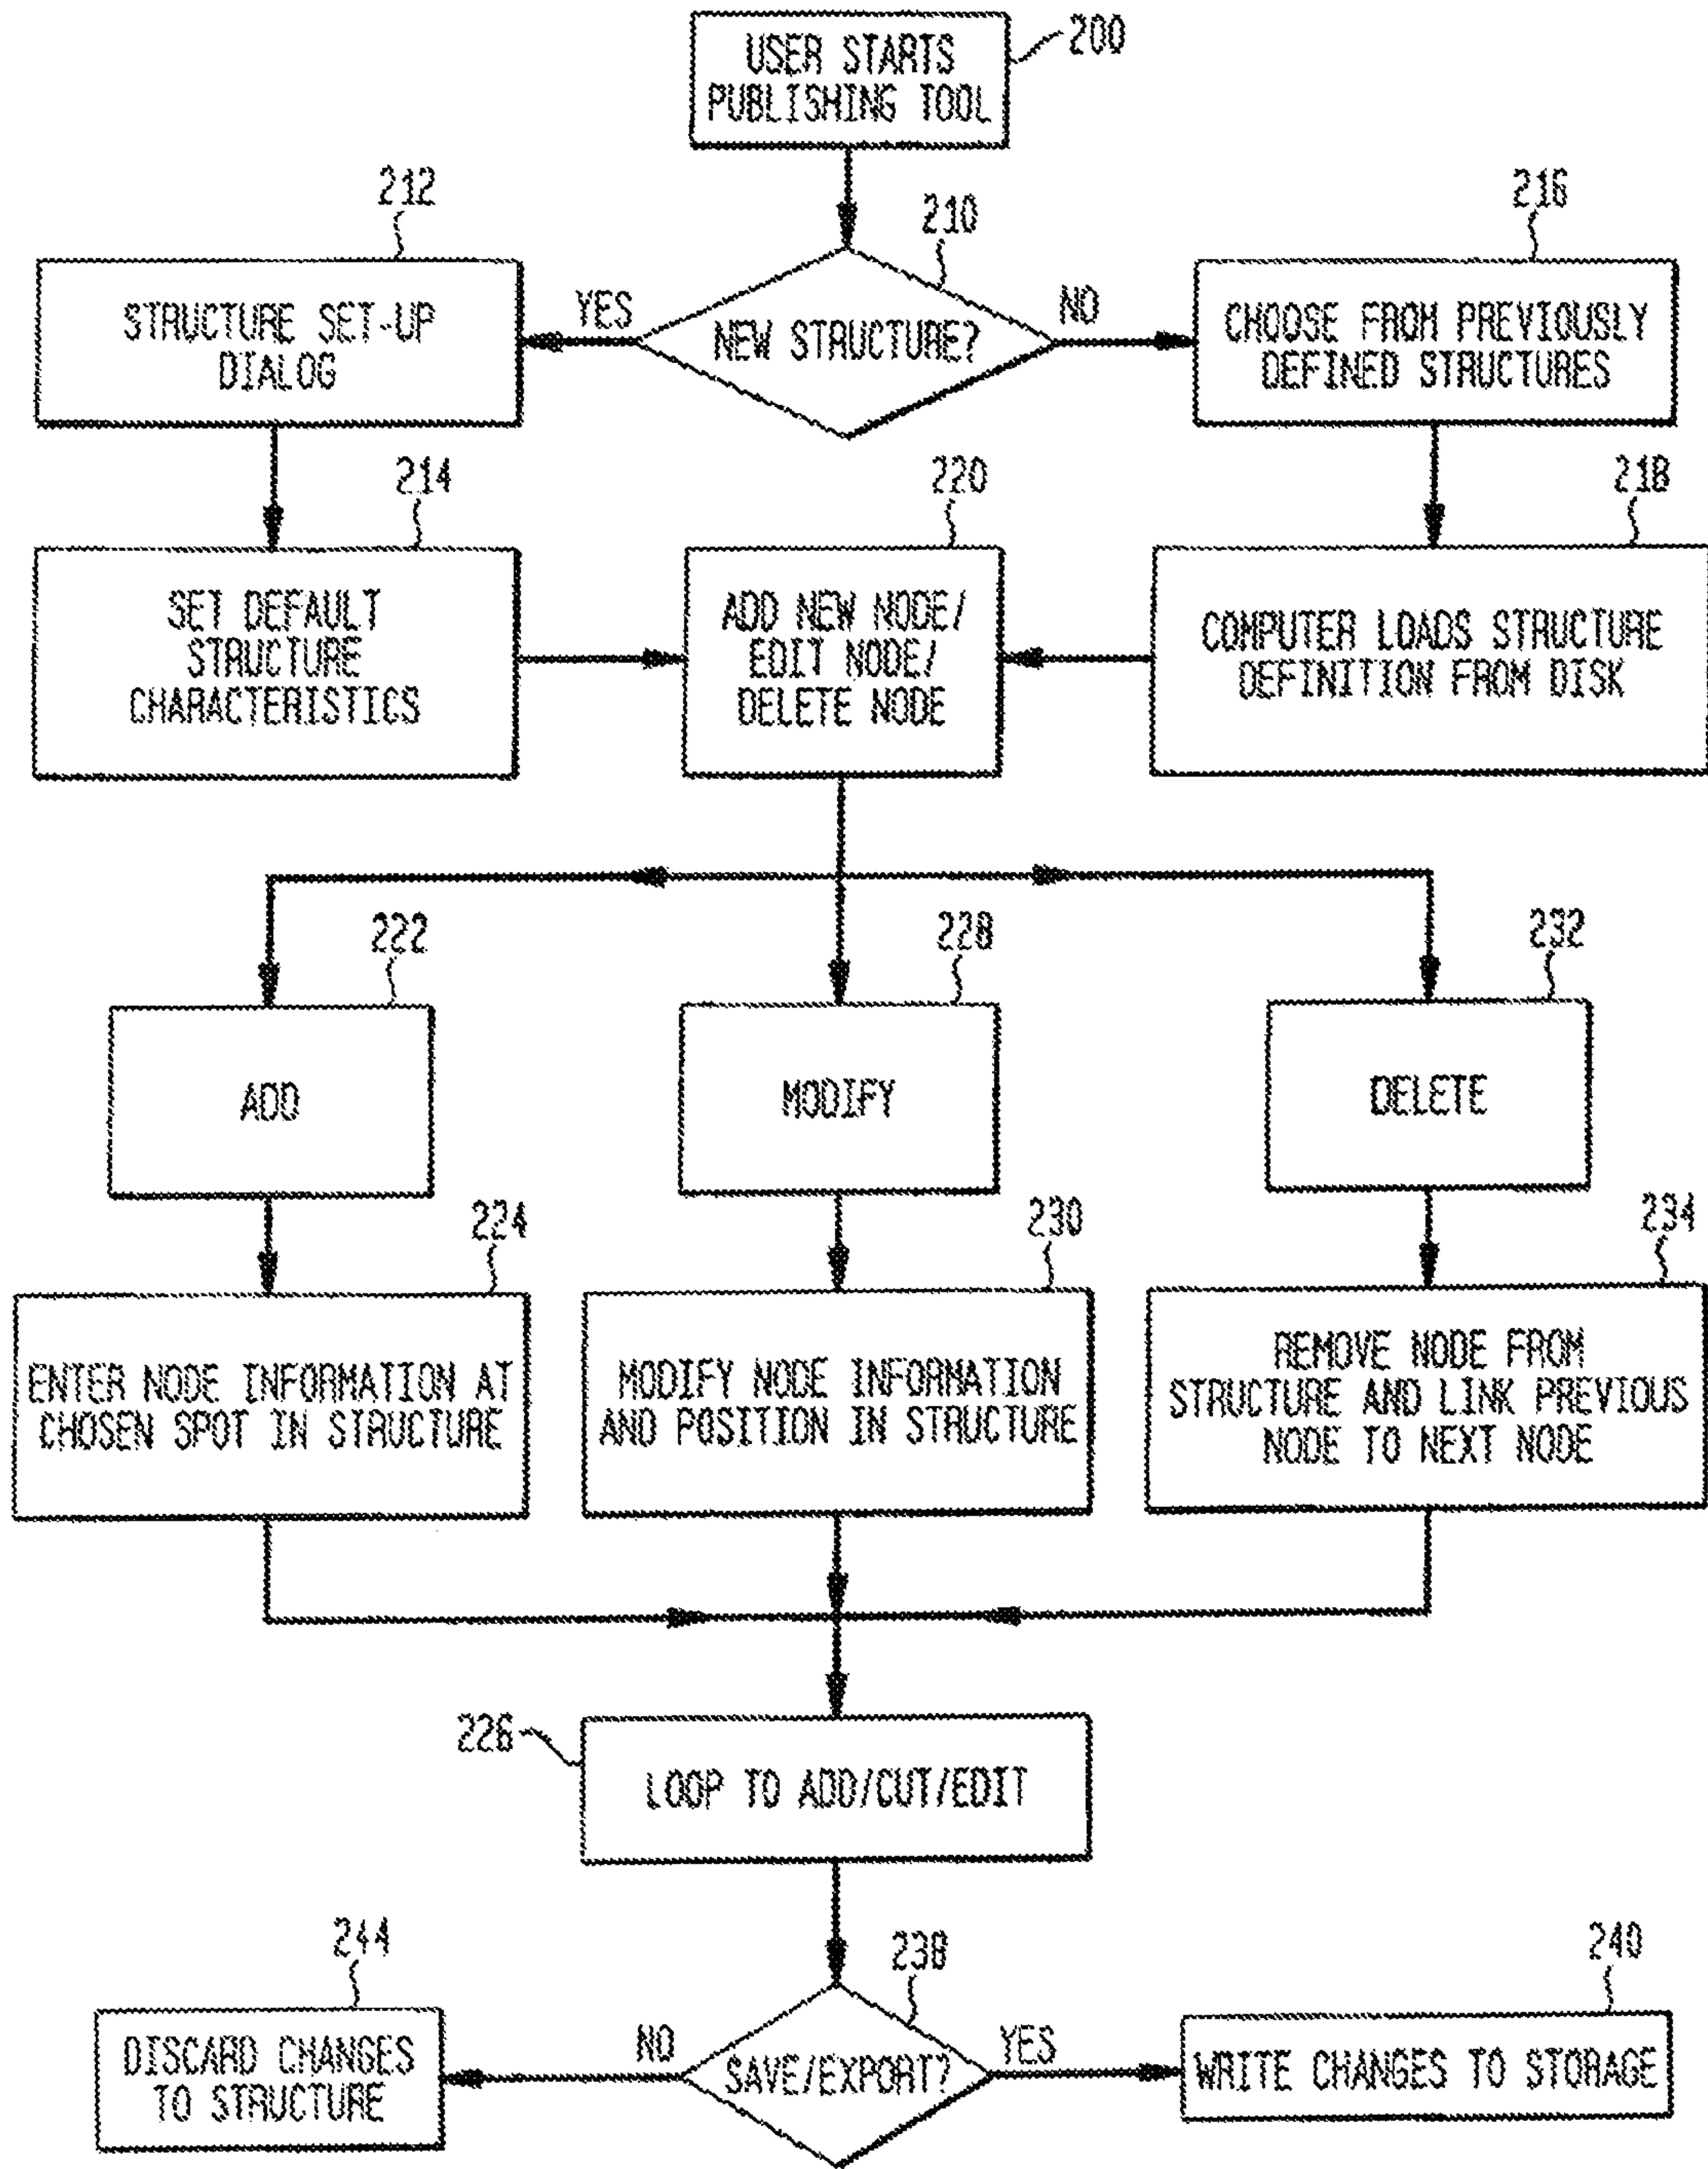 USER STARTS
PUBLISHING TOOL
200
212
210
216
STRUCTURE SET-UP
DIALOG
YES
NEW STRUCTURE?
NO
CHOOSE FROM PREVIOUSLY
DEFINED STRUCTURES
214
220
218
SET DEFAULT
STRUCTURE
CHARACTERISTICS
ADD NEW NODE/
EDIT NODE/
DELETE NODE
COMPUTER LOADS STRUCTURE
DEFINITION FROM DISK
222
228
232
ADD
MODIFY
DELETE
224
230
234
ENTER NODE INFORMATION AT
CHOSEN SPOT IN STRUCTURE
MODIFY NODE INFORMATION
AND POSITION IN STRUCTURE
REMOVE NODE FROM
STRUCTURE AND LINK PREVIOUS
NODE TO NEXT NODE
226
LOOP TO ADD/CUT/EDIT
244
238
240
DISCARD CHANGES
TO STRUCTURE
NO
SAVE/EXPORT?
YES
WRITE CHANGES TO STORAGE